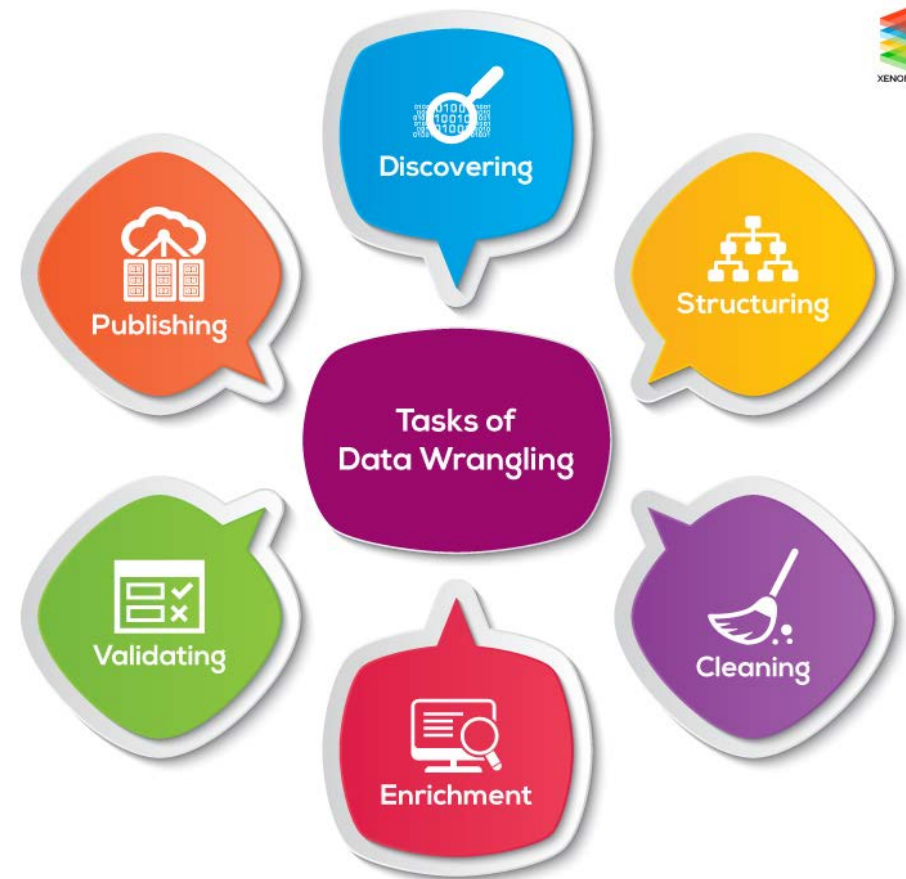 Discovering
Structuring
Cleaning
Enrichment
Validating
Publishing
Tasks of
Data Wrangling